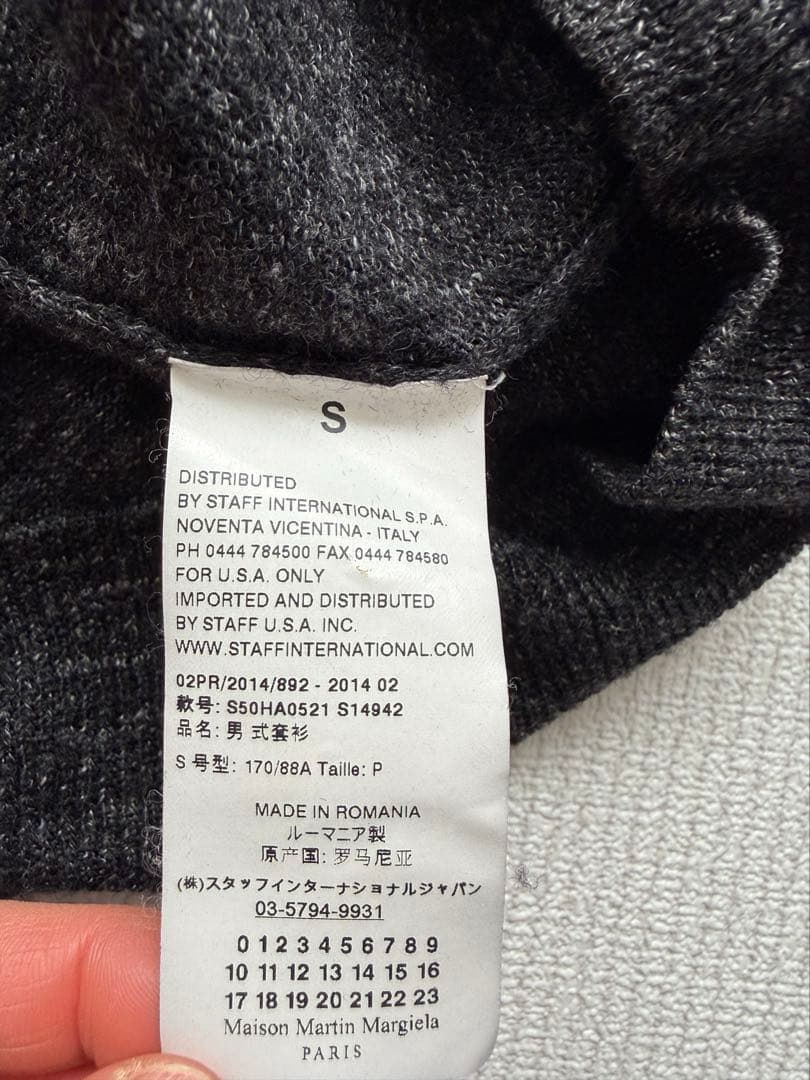 S
DISTRIBUTED
BY STAFF INTERNATIONAL S.P.A.
NOVENTA VICENTINA - ITALY
PH 0444 784500 FAX 0444 784580
FOR U.S.A. ONLY
IMPORTED AND DISTRIBUTED
BY STAFF U.S.A. INC.
WWW.STAFFINTERNATIONAL.COM
02PR/2014/892 - 2014 02
款号: S50HA0521 S14942
品名: 男 式套衫
S 号型: 170/88A Taille: P
MADE IN ROMANIA
ルーマニア製
原产国: 罗马尼亚
(株)スタッフインターナショナルジャパン
03-5794-9931
0 1 2 3 4 5 6 7 8 9
10 11 12 13 14 15 16
17 18 19 20 21 22 23
Maison Martin Margiela
PARIS